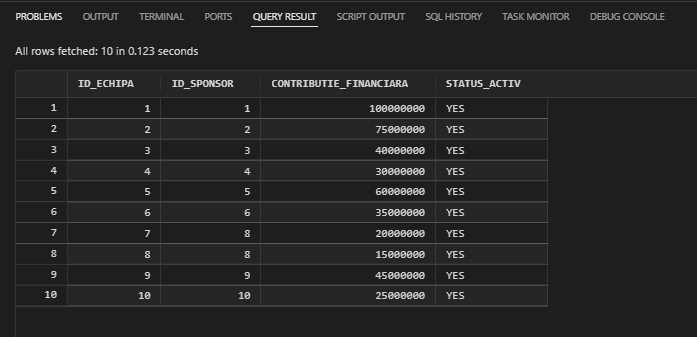 PROBLEMS OUTPUT TERMINAL PORTS QUERY RESULT SCRIPT OUTPUT SQL HISTORY TASK MONITOR DEBUG CONSOLE
All rows fetched: 10 in 0.123 seconds
ID_ECHIPA ID_SPONSOR CONTRIBUTIE_FINANCIARA STATUS_ACTIV
1 1 1 100000000 YES
2 2 2 75000000 YES
3 3 3 40000000 YES
4 4 4 30000000 YES
5 5 5 60000000 YES
6 6 6 35000000 YES
7 7 8 20000000 YES
8 8 8 15000000 YES
9 9 9 45000000 YES
10 10 10 25000000 YES